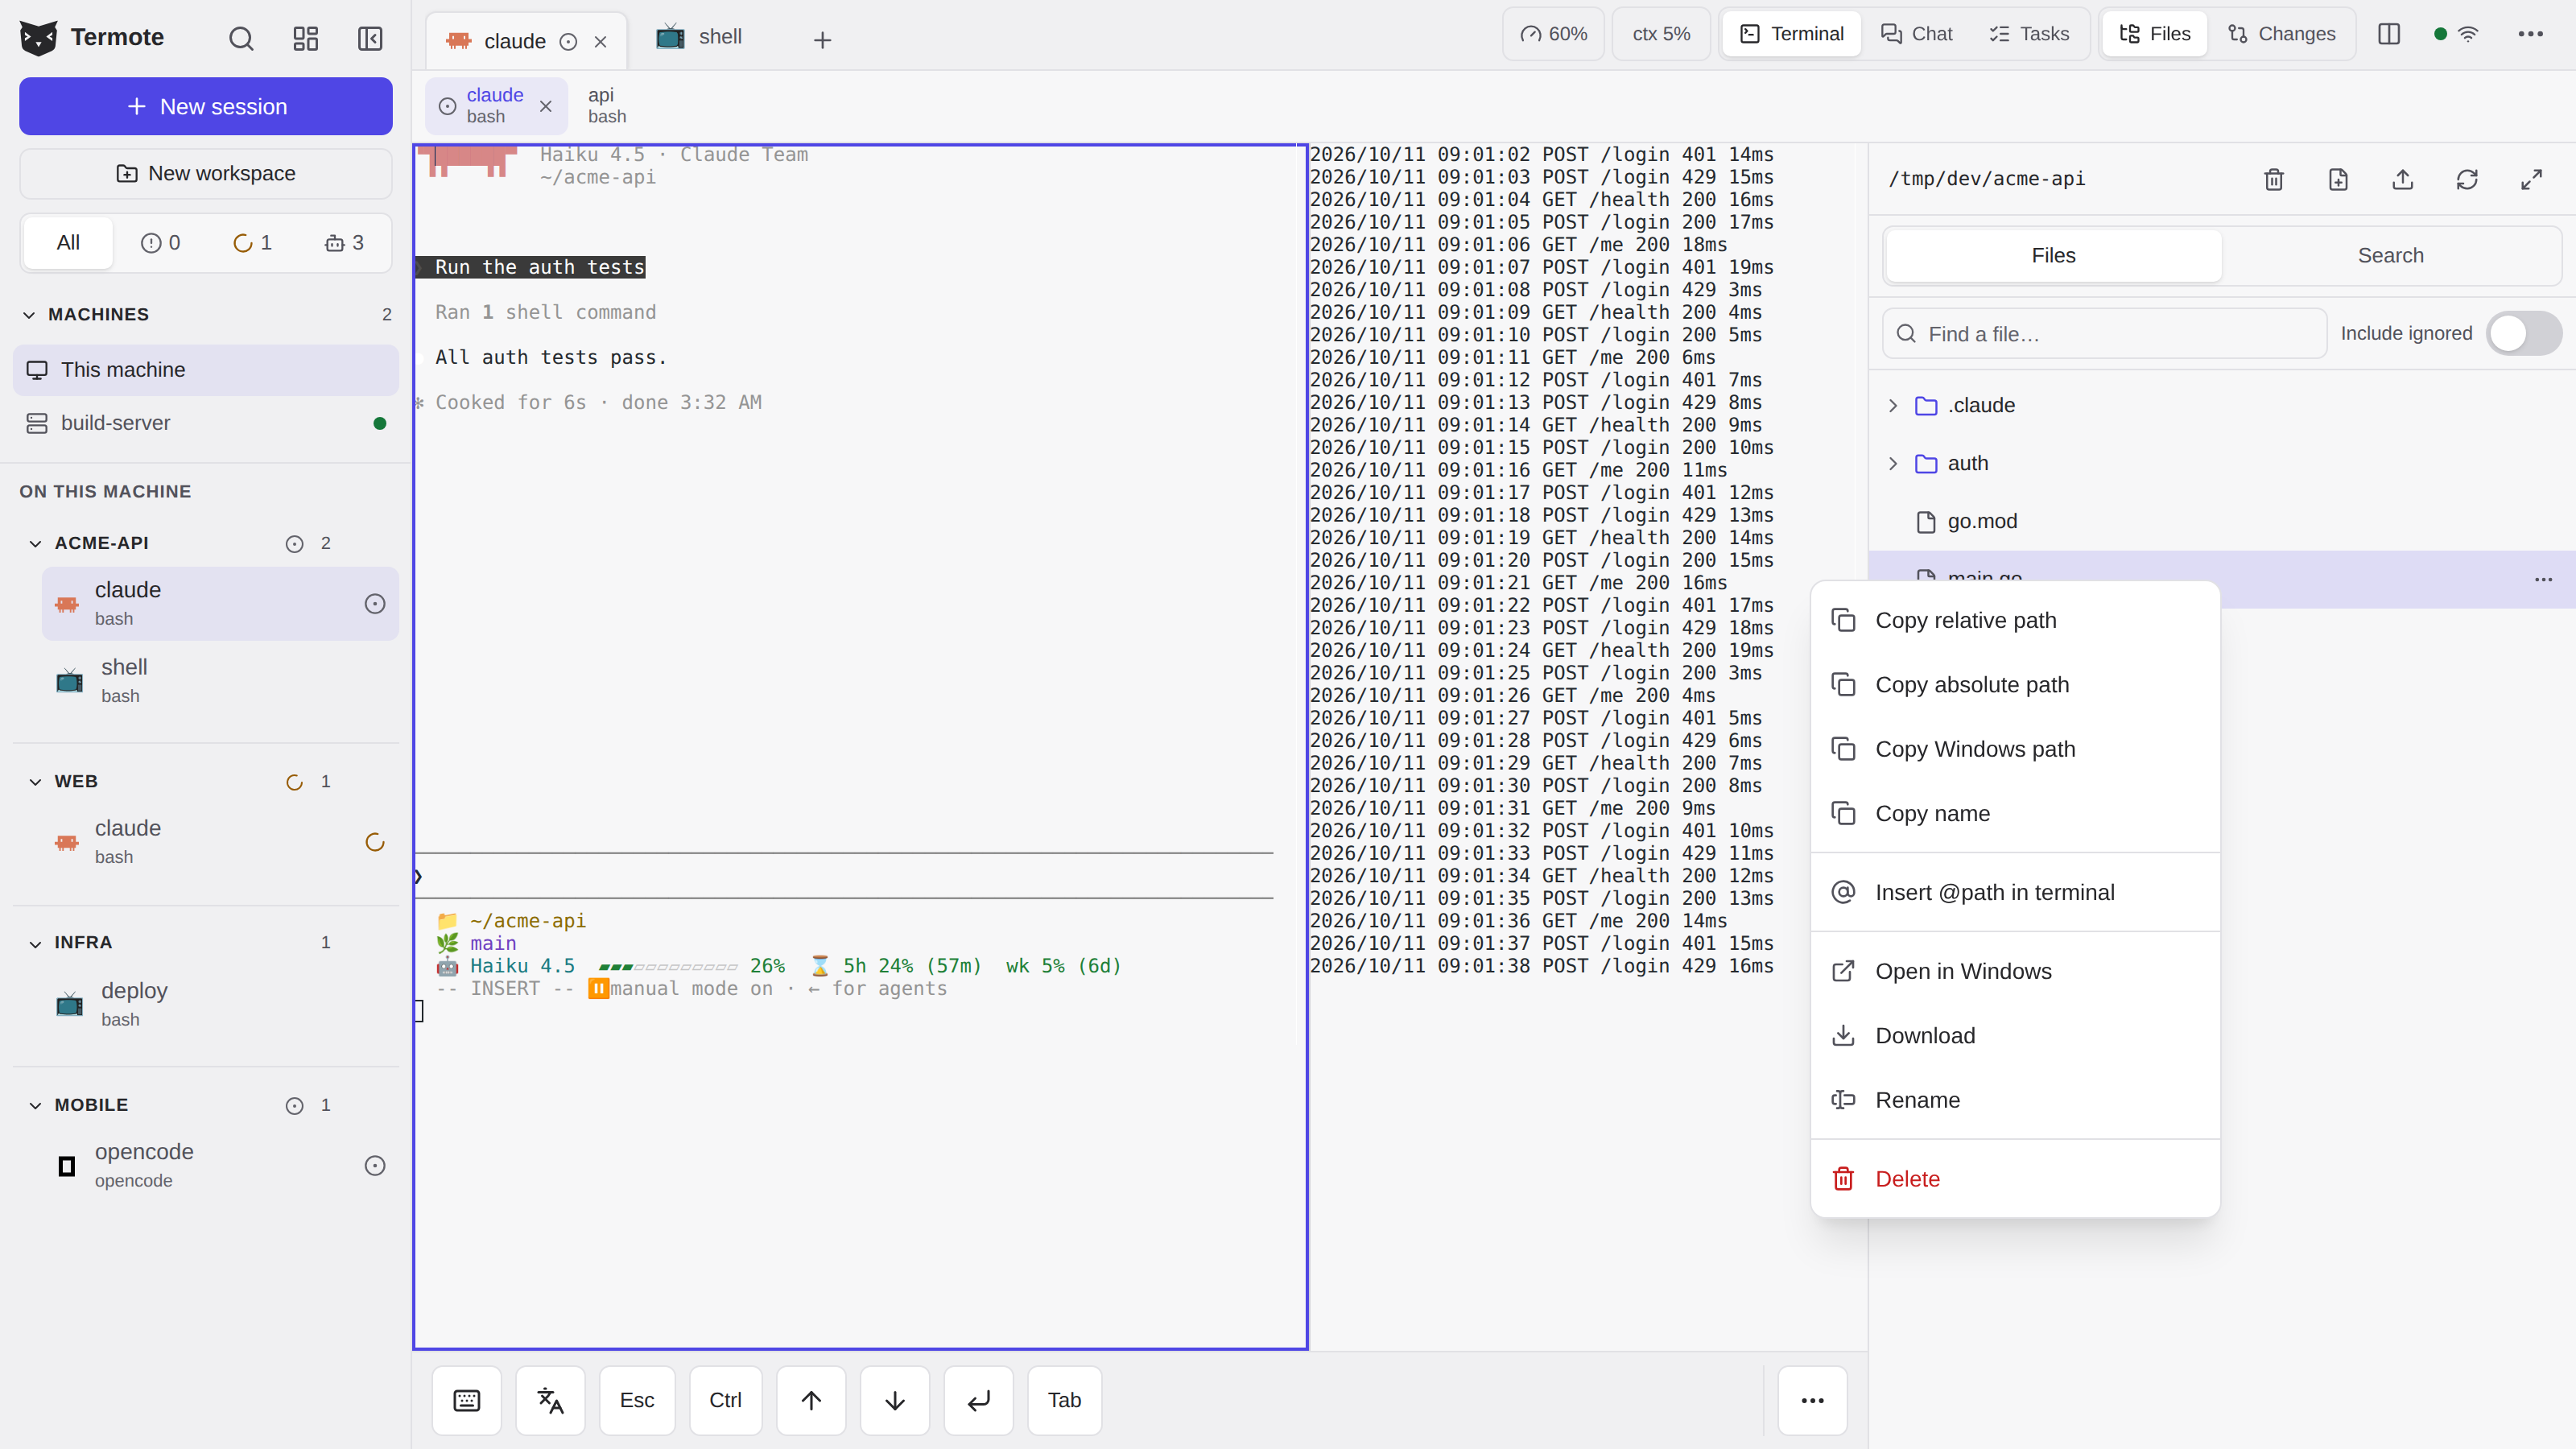 Termote
New session
New workspace
All
0
1
3
MACHINES
2
This machine
build-server
ON THIS MACHINE
ACME-API
2
claude
bash
shell
bash
WEB
1
claude
bash
INFRA
1
deploy
bash
MOBILE
1
opencode
opencode
claude
shell
60%
ctx 5%
Terminal
Chat
Tasks
Files
Changes
claude
bash
api
bash
Haiku 4.5 · Claude Team
~/acme-api
Run the auth tests
Ran 1 shell command
All auth tests pass.
✻ Cooked for 6s · done 3:32 AM
❯
~/acme-api
main
Haiku 4.5 ▰▰▰▱▱▱▱▱▱▱▱▱ 26% ⌛ 5h 24% (57m) wk 5% (6d)
-- INSERT -- ⏸manual mode on · ← for agents
2026/10/11 09:01:02 POST /login 401 14ms
2026/10/11 09:01:03 POST /login 429 15ms
2026/10/11 09:01:04 GET /health 200 16ms
2026/10/11 09:01:05 POST /login 200 17ms
2026/10/11 09:01:06 GET /me 200 18ms
2026/10/11 09:01:07 POST /login 401 19ms
2026/10/11 09:01:08 POST /login 429 3ms
2026/10/11 09:01:09 GET /health 200 4ms
2026/10/11 09:01:10 POST /login 200 5ms
2026/10/11 09:01:11 GET /me 200 6ms
2026/10/11 09:01:12 POST /login 401 7ms
2026/10/11 09:01:13 POST /login 429 8ms
2026/10/11 09:01:14 GET /health 200 9ms
2026/10/11 09:01:15 POST /login 200 10ms
2026/10/11 09:01:16 GET /me 200 11ms
2026/10/11 09:01:17 POST /login 401 12ms
2026/10/11 09:01:18 POST /login 429 13ms
2026/10/11 09:01:19 GET /health 200 14ms
2026/10/11 09:01:20 POST /login 200 15ms
2026/10/11 09:01:21 GET /me 200 16ms
2026/10/11 09:01:22 POST /login 401 17ms
2026/10/11 09:01:23 POST /login 429 18ms
2026/10/11 09:01:24 GET /health 200 19ms
2026/10/11 09:01:25 POST /login 200 3ms
2026/10/11 09:01:26 GET /me 200 4ms
2026/10/11 09:01:27 POST /login 401 5ms
2026/10/11 09:01:28 POST /login 429 6ms
2026/10/11 09:01:29 GET /health 200 7ms
2026/10/11 09:01:30 POST /login 200 8ms
2026/10/11 09:01:31 GET /me 200 9ms
2026/10/11 09:01:32 POST /login 401 10ms
2026/10/11 09:01:33 POST /login 429 11ms
2026/10/11 09:01:34 GET /health 200 12ms
2026/10/11 09:01:35 POST /login 200 13ms
2026/10/11 09:01:36 GET /me 200 14ms
2026/10/11 09:01:37 POST /login 401 15ms
2026/10/11 09:01:38 POST /login 429 16ms
/tmp/dev/acme-api
Files
Search
Find a file…
Include ignored
.claude
auth
go.mod
main.go
Copy relative path
Copy absolute path
Copy Windows path
Copy name
Insert @path in terminal
Open in Windows
Download
Rename
Delete
Esc
Ctrl
Tab